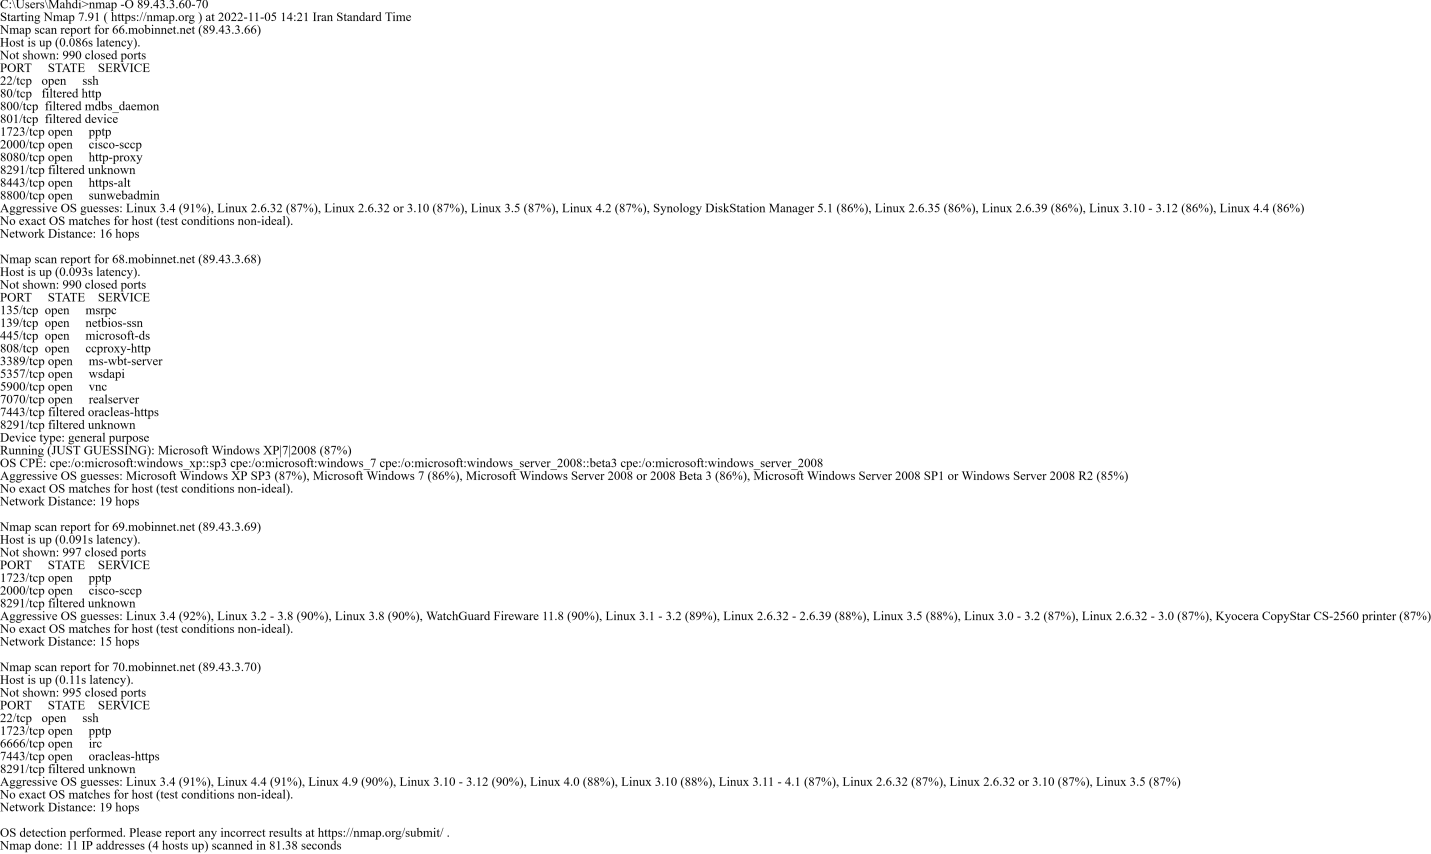 C:\Users\Mahdi>nmap -O 89.43.3.60-70
Starting Nmap 7.91 ( https://nmap.org ) at 2022-11-05 14:21 Iran Standard Time
Nmap scan report for 66.mobinnet.net (89.43.3.66)
Host is up (0.086s latency).
Not shown: 990 closed ports
PORT STATE SERVICE
22/tcp open ssh
80/tcp filtered http
800/tcp filtered mdbs_daemon
801/tcp filtered device
1723/tcp open pptp
2000/tcp open cisco-sccp
8080/tcp open http-proxy
8291/tcp filtered unknown
8443/tcp open https-alt
8800/tcp open sunwebadmin
Aggressive OS guesses: Linux 3.4 (91%), Linux 2.6.32 (87%), Linux 2.6.32 or 3.10 (87%), Linux 3.5 (87%), Linux 4.2 (87%), Synology DiskStation Manager 5.1 (86%), Linux 2.6.35 (86%), Linux 2.6.39 (86%), Linux 3.10 - 3.12 (86%), Linux 4.4 (86%)
No exact OS matches for host (test conditions non-ideal).
Network Distance: 16 hops

Nmap scan report for 68.mobinnet.net (89.43.3.68)
Host is up (0.093s latency).
Not shown: 990 closed ports
PORT STATE SERVICE
135/tcp open msrpc
139/tcp open netbios-ssn
445/tcp open microsoft-ds
808/tcp open ccproxy-http
3389/tcp open ms-wbt-server
5357/tcp open wsdapi
5900/tcp open vnc
7070/tcp open realserver
7443/tcp filtered oracleas-https
8291/tcp filtered unknown
Device type: general purpose
Running (JUST GUESSING): Microsoft Windows XP|7|2008 (87%)
OS CPE: cpe:/o:microsoft:windows_xp::sp3 cpe:/o:microsoft:windows_7 cpe:/o:microsoft:windows_server_2008::beta3 cpe:/o:microsoft:windows_server_2008
Aggressive OS guesses: Microsoft Windows XP SP3 (87%), Microsoft Windows 7 (86%), Microsoft Windows Server 2008 or 2008 Beta 3 (86%), Microsoft Windows Server 2008 SP1 or Windows Server 2008 R2 (85%)
No exact OS matches for host (test conditions non-ideal).
Network Distance: 19 hops

Nmap scan report for 69.mobinnet.net (89.43.3.69)
Host is up (0.091s latency).
Not shown: 997 closed ports
PORT STATE SERVICE
1723/tcp open pptp
2000/tcp open cisco-sccp
8291/tcp filtered unknown
Aggressive OS guesses: Linux 3.4 (92%), Linux 3.2 - 3.8 (90%), Linux 3.8 (90%), WatchGuard Fireware 11.8 (90%), Linux 3.1 - 3.2 (89%), Linux 2.6.32 - 2.6.39 (88%), Linux 3.5 (88%), Linux 3.0 - 3.2 (87%), Linux 2.6.32 - 3.0 (87%), Kyocera CopyStar CS-2560 printer (87%)
No exact OS matches for host (test conditions non-ideal).
Network Distance: 15 hops

Nmap scan report for 70.mobinnet.net (89.43.3.70)
Host is up (0.11s latency).
Not shown: 995 closed ports
PORT STATE SERVICE
22/tcp open ssh
1723/tcp open pptp
6666/tcp open irc
7443/tcp open oracleas-https
8291/tcp filtered unknown
Aggressive OS guesses: Linux 3.4 (91%), Linux 4.4 (91%), Linux 4.9 (90%), Linux 3.10 - 3.12 (90%), Linux 4.0 (88%), Linux 3.10 (88%), Linux 3.11 - 4.1 (87%), Linux 2.6.32 (87%), Linux 2.6.32 or 3.10 (87%), Linux 3.5 (87%)
No exact OS matches for host (test conditions non-ideal).
Network Distance: 19 hops

OS detection performed. Please report any incorrect results at https://nmap.org/submit/ .
Nmap done: 11 IP addresses (4 hosts up) scanned in 81.38 seconds